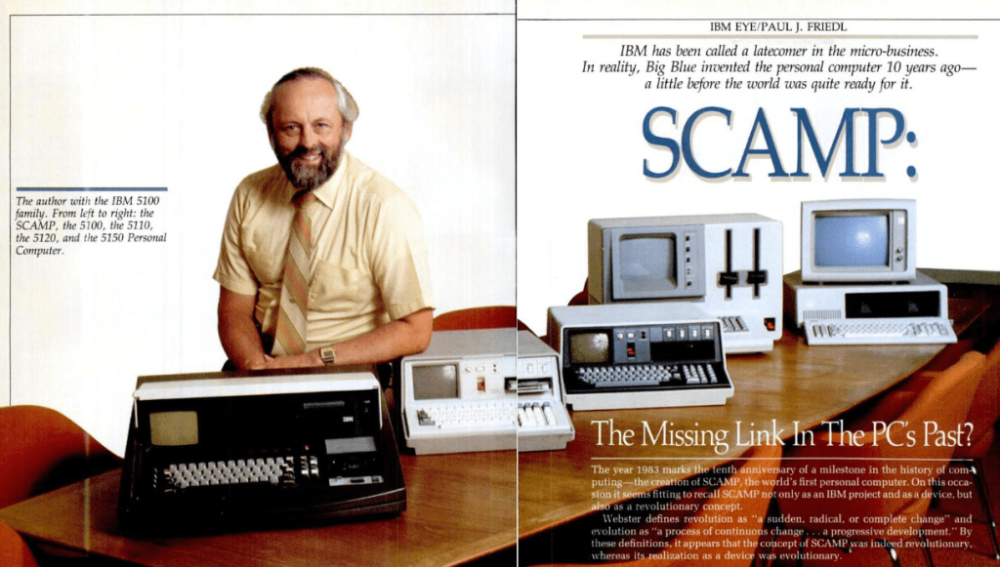 The author with the IBM 5100
family. From left to right: the
SCAMP, the 5100, the 5110,
the 5120, and the 5150 Personal
Computer.
IBM
IBM EYE/PAUL J. FRIEDL
IBM has been called a latecomer in the micro-business.
In reality, Big Blue invented the personal computer 10 years ago—
a little before the world was quite ready for it.
SCAMP:
The Missing Link In The PC's Past?
The year 1983 marks the tenth anniversary of a milestone in the history of com-
puting—the creation of SCAMP, the world's first personal computer. On this occa-
sion it seems fitting to recall SCAMP not only as an IBM project and as a device, but
also as a revolutionary concept.
Webster defines revolution as "a sudden, radical, or complete change" and
evolution as "a process of continuous change . . . a progressive development." By
these definitions, it appears that the concept of SCAMP was indeed revolutionary,
whereas its realization as a device was evolutionary.